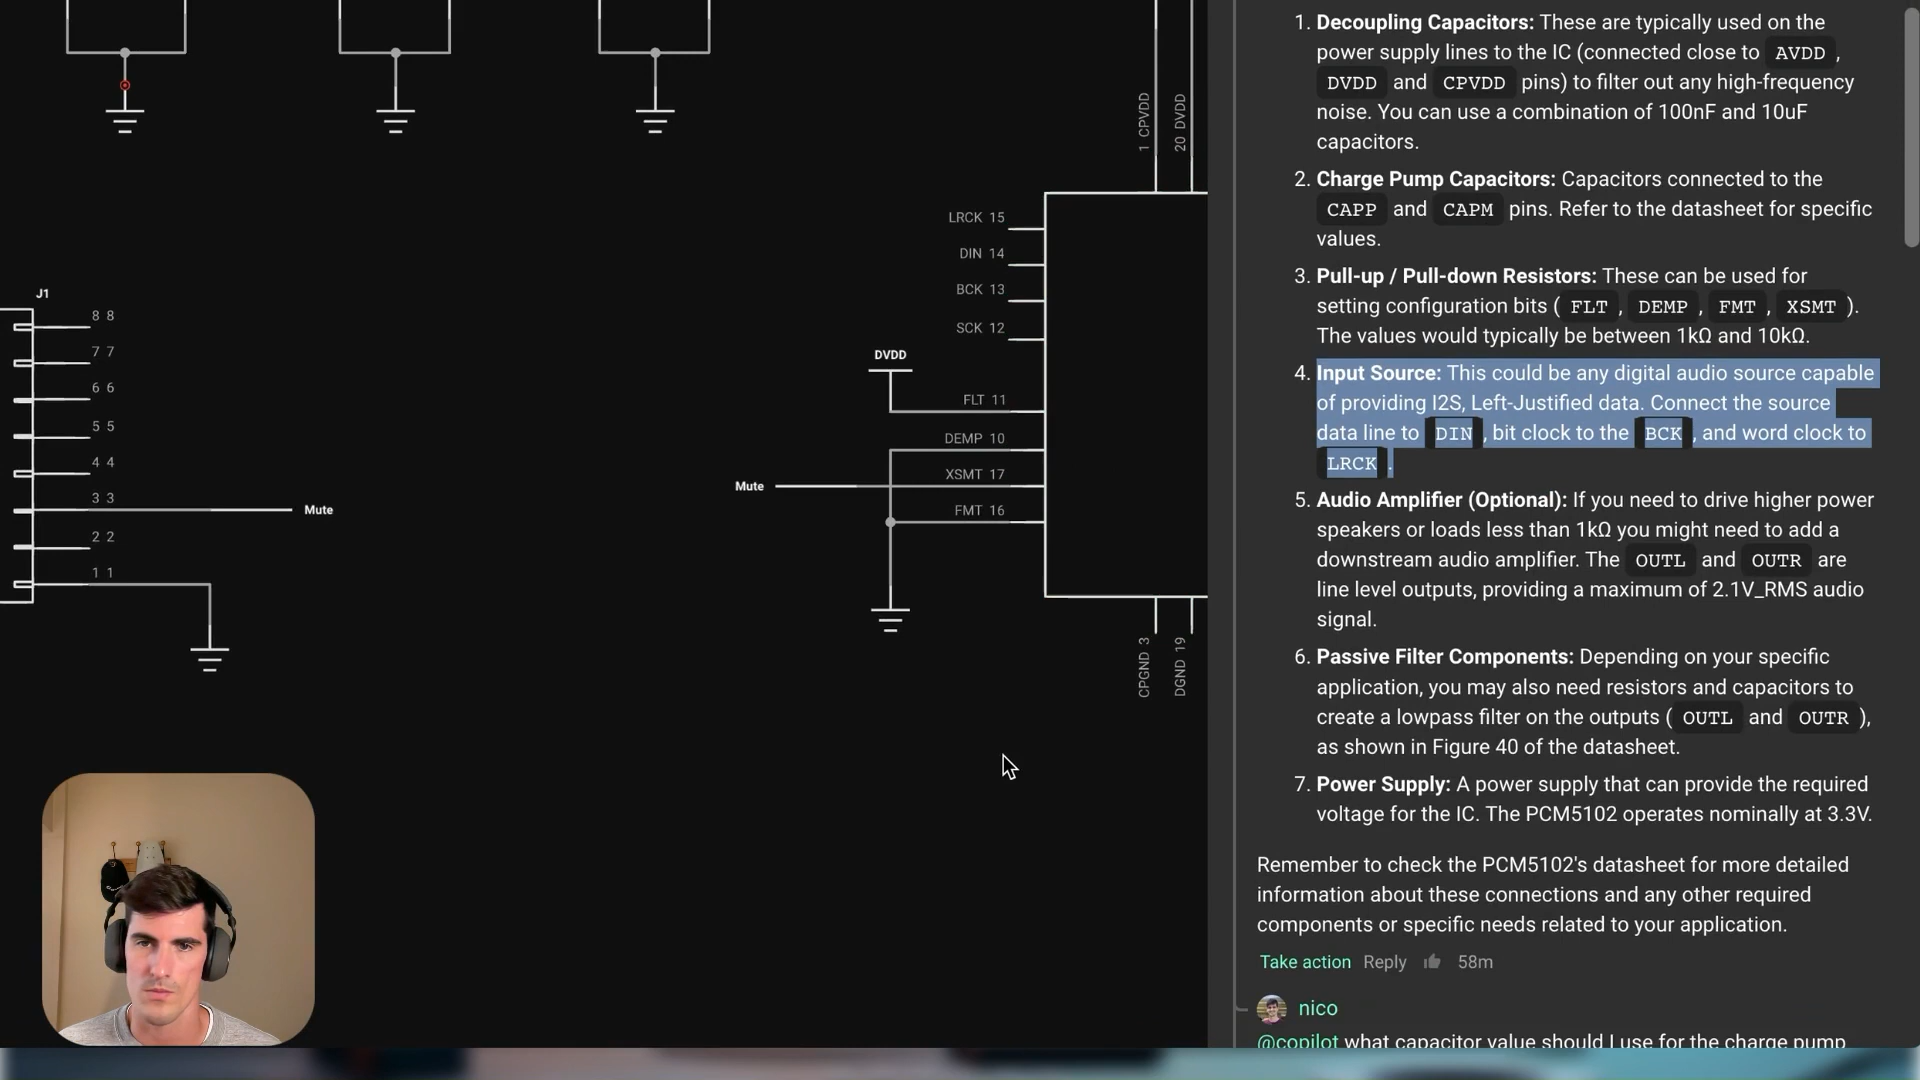 1 CPVDD
20 DVDD
LRCK 15
DIN 14
BCK 13
SCK 12
DVDD
FLT 11
DEMP 10
XSMT 17
FMT 16
Mute
CPGND 3
DGND 19
J1
8 8
7 7
6 6
5 5
4 4
3 3
Mute
2 2
1 1
1. Decoupling Capacitors: These are typically used on the
power supply lines to the IC (connected close to AVDD ,
DVDD and CPVDD pins) to filter out any high-frequency
noise. You can use a combination of 100nF and 10uF
capacitors.
2. Charge Pump Capacitors: Capacitors connected to the
CAPP and CAPM pins. Refer to the datasheet for specific
values.
3. Pull-up / Pull-down Resistors: These can be used for
setting configuration bits ( FLT , DEMP , FMT , XSMT ).
The values would typically be between 1kΩ and 10kΩ.
4. Input Source: This could be any digital audio source capable
of providing I2S, Left-Justified data. Connect the source
data line to DIN , bit clock to the BCK , and word clock to
LRCK .
5. Audio Amplifier (Optional): If you need to drive higher power
speakers or loads less than 1kΩ you might need to add a
downstream audio amplifier. The OUTL and OUTR are
line level outputs, providing a maximum of 2.1V_RMS audio
signal.
6. Passive Filter Components: Depending on your specific
application, you may also need resistors and capacitors to
create a lowpass filter on the outputs ( OUTL and OUTR ),
as shown in Figure 40 of the datasheet.
7. Power Supply: A power supply that can provide the required
voltage for the IC. The PCM5102 operates nominally at 3.3V.
Remember to check the PCM5102's datasheet for more detailed
information about these connections and any other required
components or specific needs related to your application.
Take action Reply 58m
nico
@copilot what capacitor value should I use for the charge pump